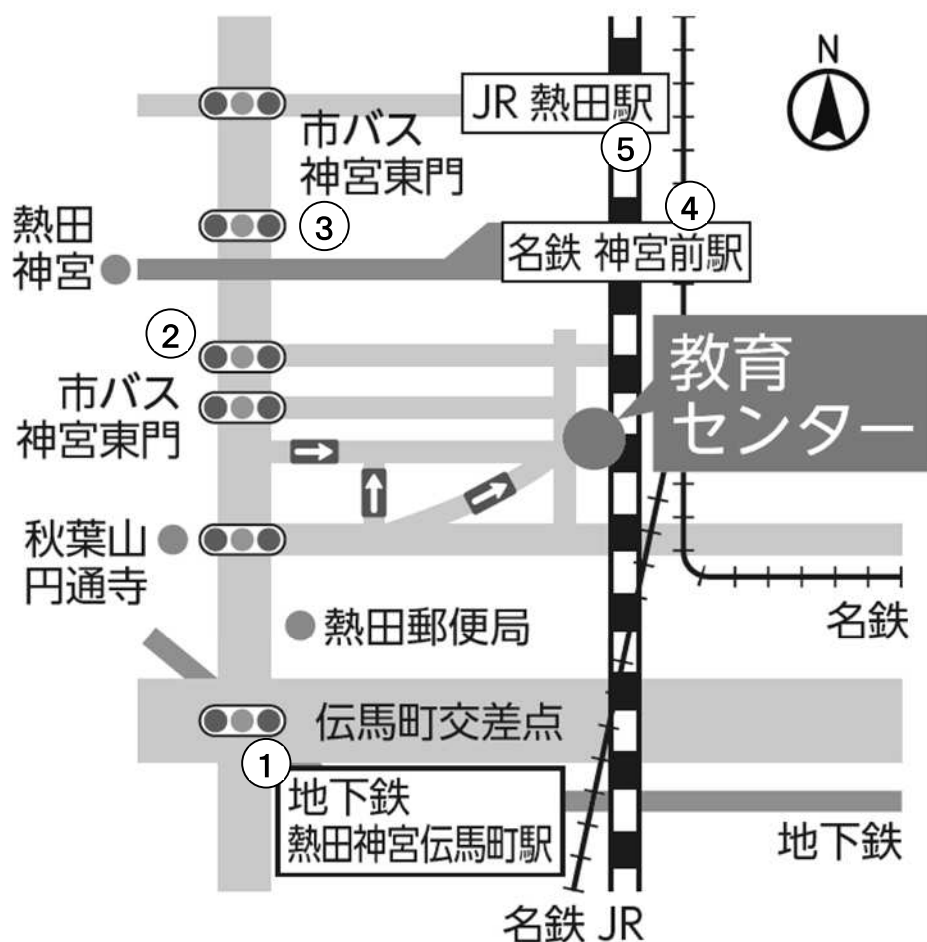 N
JR 熱田駅
⑤
市バス
神宮東門
③
④
熱田
神宮
名鉄 神宮前駅
②
教育
センター
市バス
神宮東門
秋葉山
円通寺
名鉄
熱田郵便局
伝馬町交差点
①
地下鉄
熱田神宮伝馬町駅
地下鉄
名鉄 JR